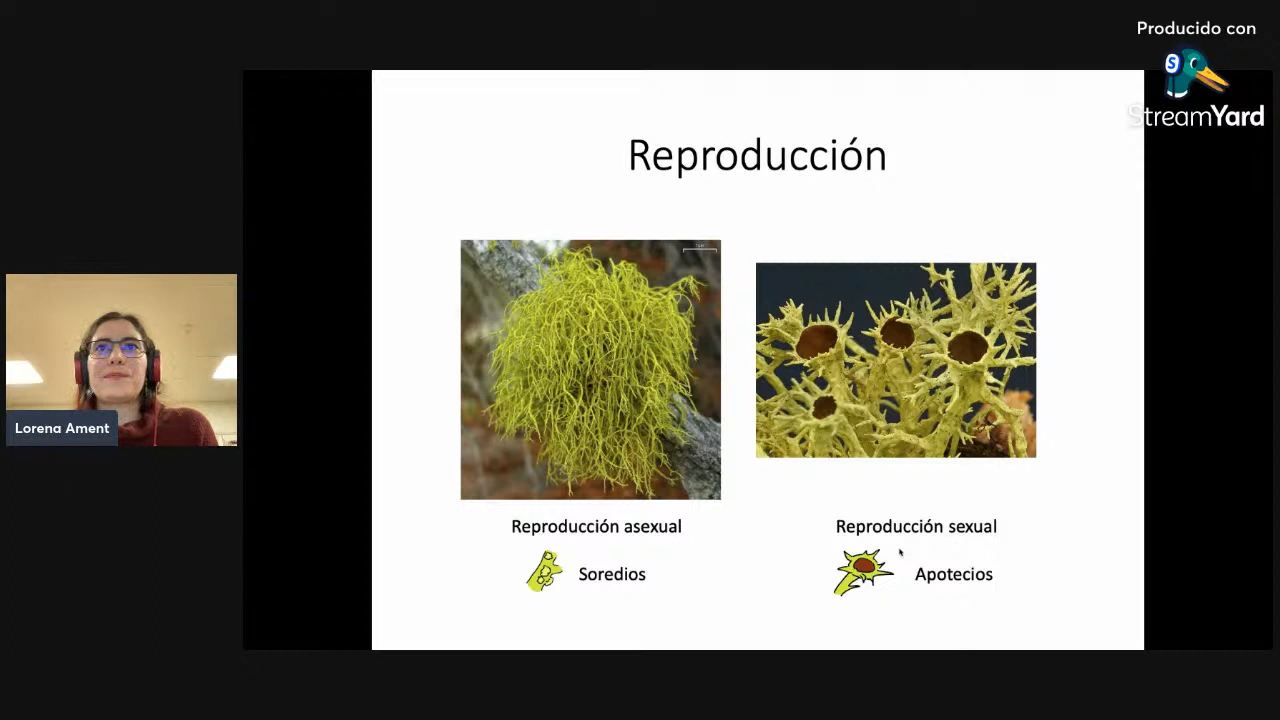 Producido con
StreamYard
Reproducción
Lorena Ament
Reproducción asexual
Reproducción sexual
Soredios
Apotecios